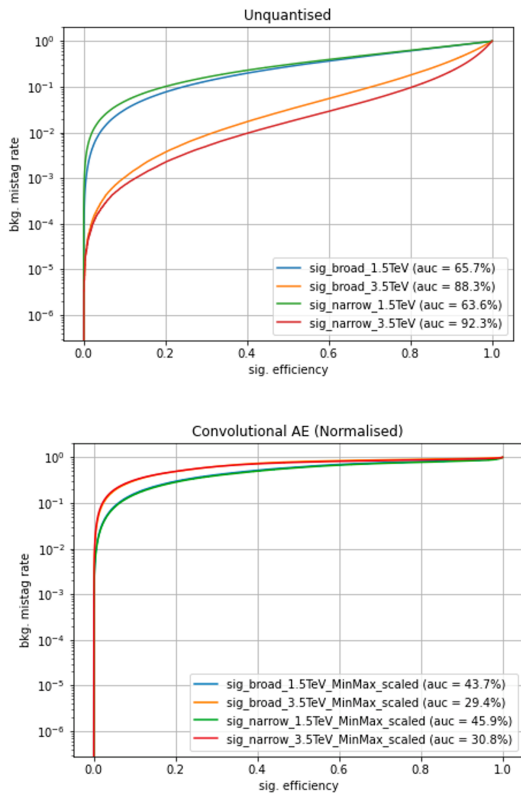 Unquantised
10⁰
10⁻¹
10⁻²
10⁻³
10⁻⁴
10⁻⁵
10⁻⁶
bkg. mistag rate
sig_broad_1.5TeV (auc = 65.7%)
sig_broad_3.5TeV (auc = 88.3%)
sig_narrow_1.5TeV (auc = 63.6%)
sig_narrow_3.5TeV (auc = 92.3%)
0.0 0.2 0.4 0.6 0.8 1.0
sig. efficiency
Convolutional AE (Normalised)
10⁰
10⁻¹
10⁻²
10⁻³
10⁻⁴
10⁻⁵
10⁻⁶
bkg. mistag rate
sig_broad_1.5TeV_MinMax_scaled (auc = 43.7%)
sig_broad_3.5TeV_MinMax_scaled (auc = 29.4%)
sig_narrow_1.5TeV_MinMax_scaled (auc = 45.9%)
sig_narrow_3.5TeV_MinMax_scaled (auc = 30.8%)
0.0 0.2 0.4 0.6 0.8 1.0
sig. efficiency